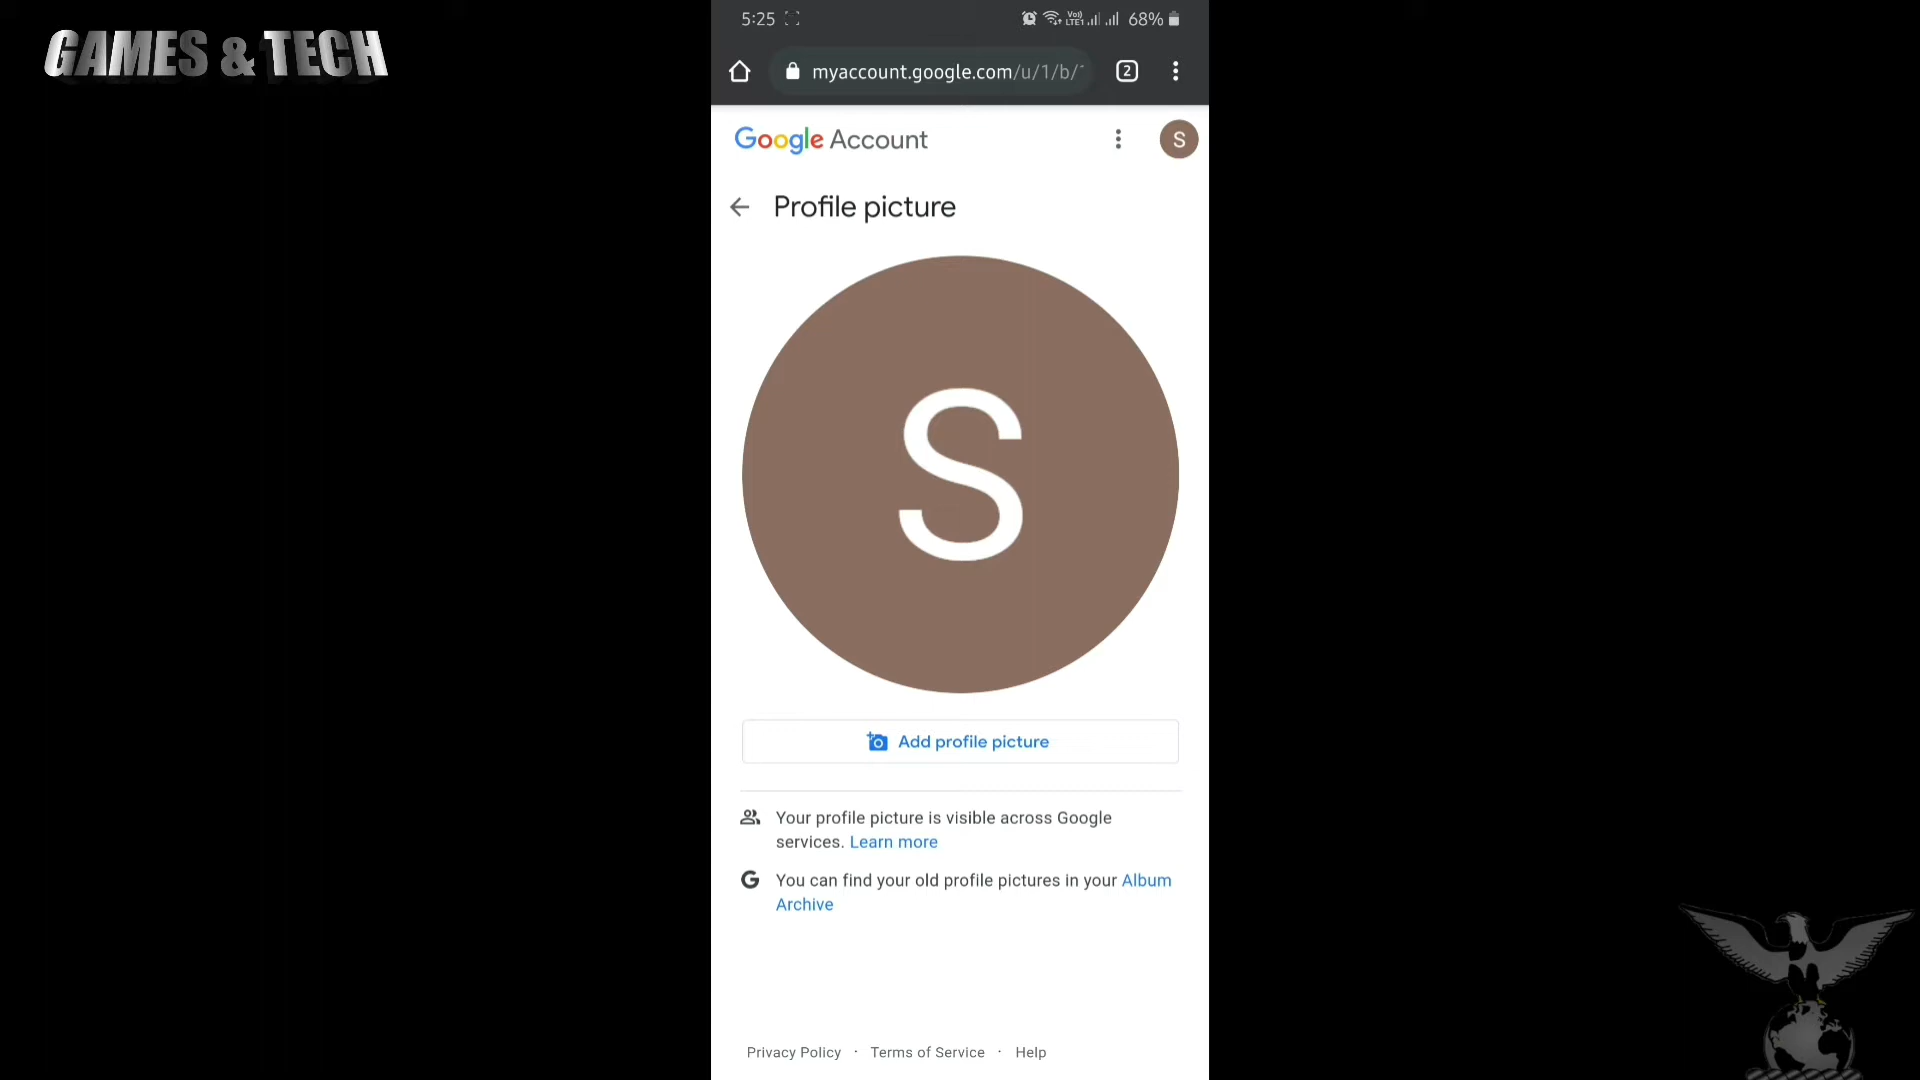 GAMES & TECH
5:25
Vo)) LTE1 68%
myaccount.google.com/u/1/b/
2
Google Account
S
Profile picture
S
Add profile picture
Your profile picture is visible across Google
services. Learn more
G You can find your old profile pictures in your Album
Archive
Privacy Policy · Terms of Service · Help